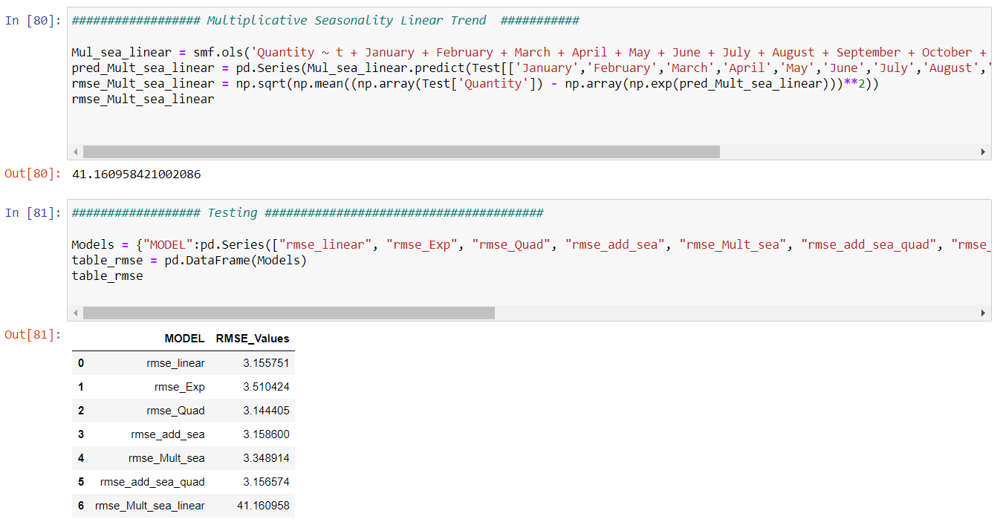 In [80]: ################## Multiplicative Seasonality Linear Trend  ###########
Mul_sea_linear = smf.ols('Quantity ~ t + January + February + March + April + May + June + July + August + September + October +
pred_Mult_sea_linear = pd.Series(Mul_sea_linear.predict(Test[['January','February','March','April','May','June','July','August','
rmse_Mult_sea_linear = np.sqrt(np.mean((np.array(Test['Quantity']) - np.array(np.exp(pred_Mult_sea_linear)))**2))
rmse_Mult_sea_linear
Out[80]: 41.160958421002086
In [81]: ################## Testing #######################################
Models = {"MODEL":pd.Series(["rmse_linear", "rmse_Exp", "rmse_Quad", "rmse_add_sea", "rmse_Mult_sea", "rmse_add_sea_quad", "rmse_
table_rmse = pd.DataFrame(Models)
table_rmse
Out[81]:
MODEL RMSE_Values
0 rmse_linear 3.155751
1 rmse_Exp 3.510424
2 rmse_Quad 3.144405
3 rmse_add_sea 3.158600
4 rmse_Mult_sea 3.348914
5 rmse_add_sea_quad 3.156574
6 rmse_Mult_sea_linear 41.160958